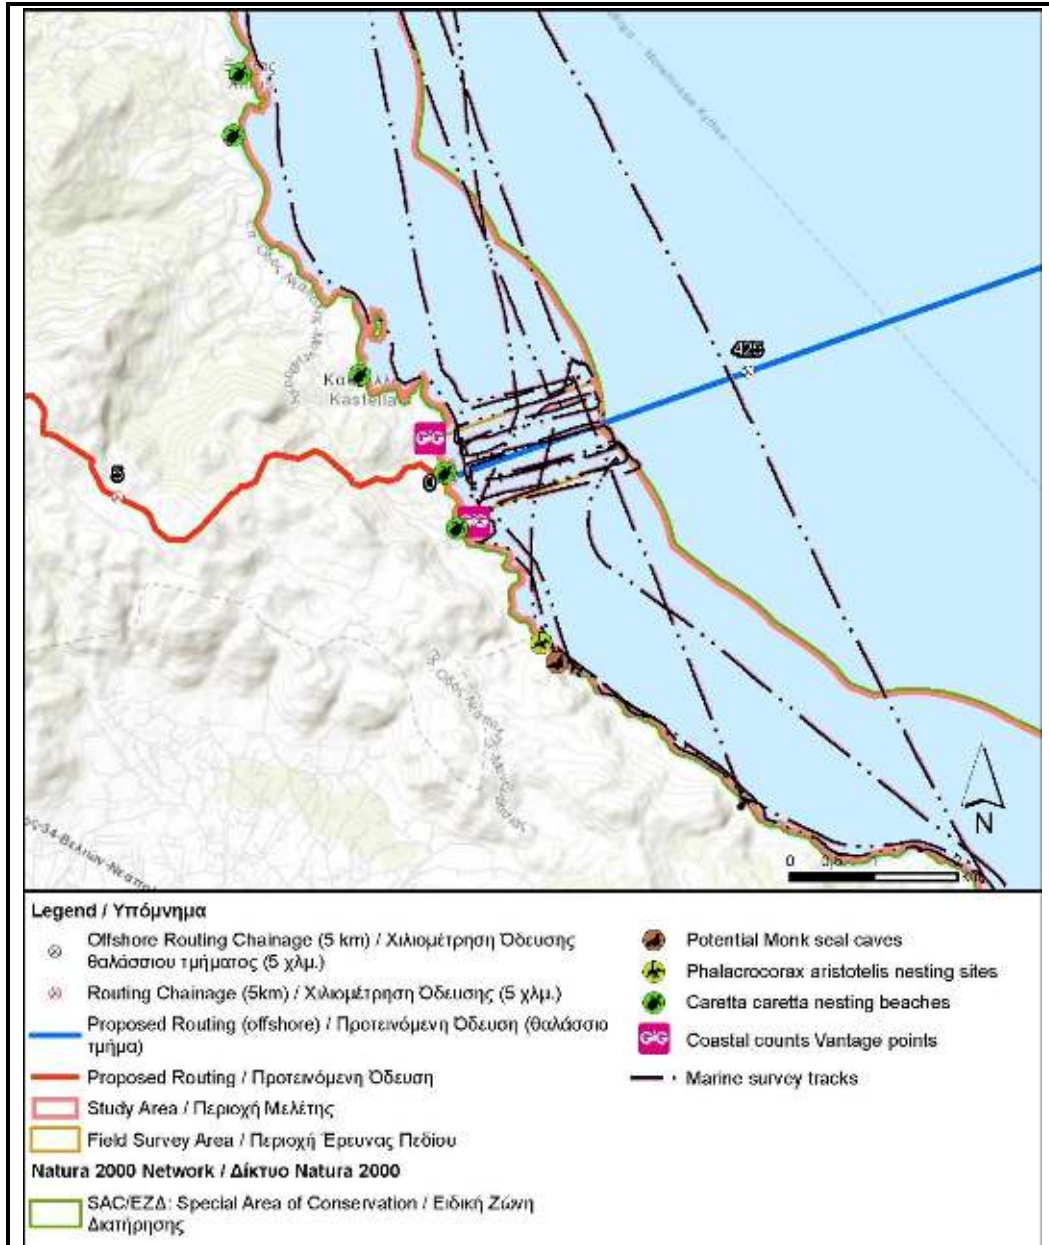 425
Kastella
5
0
N
0
Legend / Υπόμνημα
Offshore Routing Chainage (5 km) / Χιλιομέτρηση Όδευσης
θαλάσσιου τμήματος (5 χλμ.)
Routing Chainage (5km) / Χιλιομέτρηση Όδευσης (5 χλμ.)
Proposed Routing (offshore) / Προτεινόμενη Όδευση (θαλάσσιο
τμήμα)
Proposed Routing / Προτεινόμενη Όδευση
Study Area / Περιοχή Μελέτης
Field Survey Area / Περιοχή Έρευνας Πεδίου
Natura 2000 Network / Δίκτυο Natura 2000
SAC/ΕΖΔ: Special Area of Conservation / Ειδική Ζώνη
Διατήρησης
Potential Monk seal caves
Phalacrocorax aristotelis nesting sites
Caretta caretta nesting beaches
Coastal counts Vantage points
Marine survey tracks